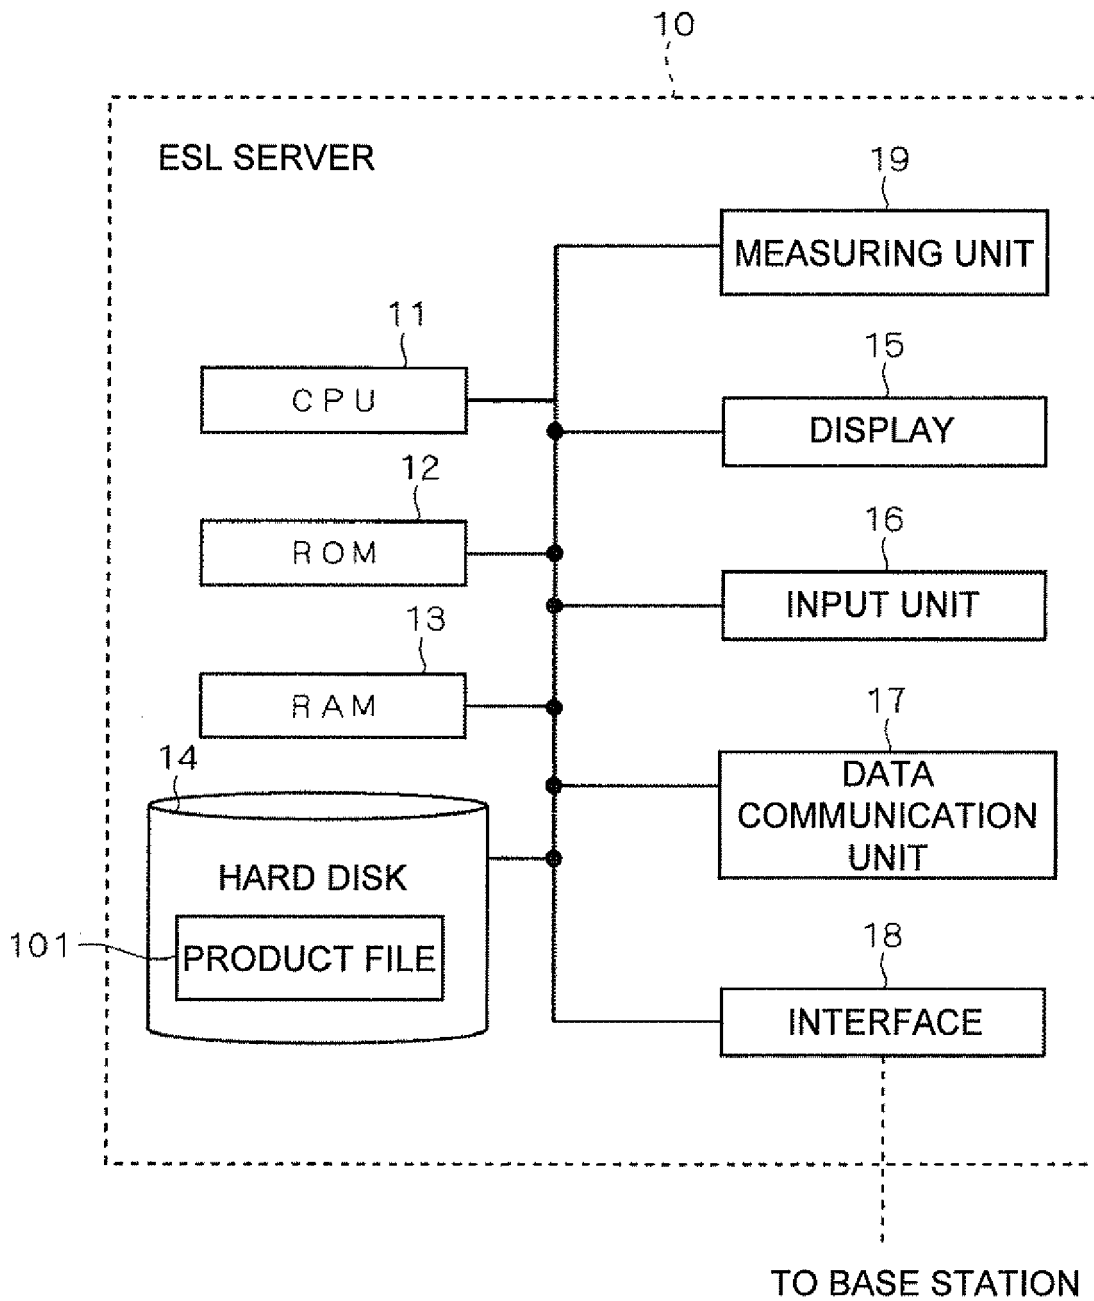 10
ESL SERVER
19
MEASURING UNIT
11
CPU
15
DISPLAY
12
ROM
16
INPUT UNIT
13
RAM
17
DATA
COMMUNICATION
UNIT
14
HARD DISK
101
PRODUCT FILE
18
INTERFACE
TO BASE STATION